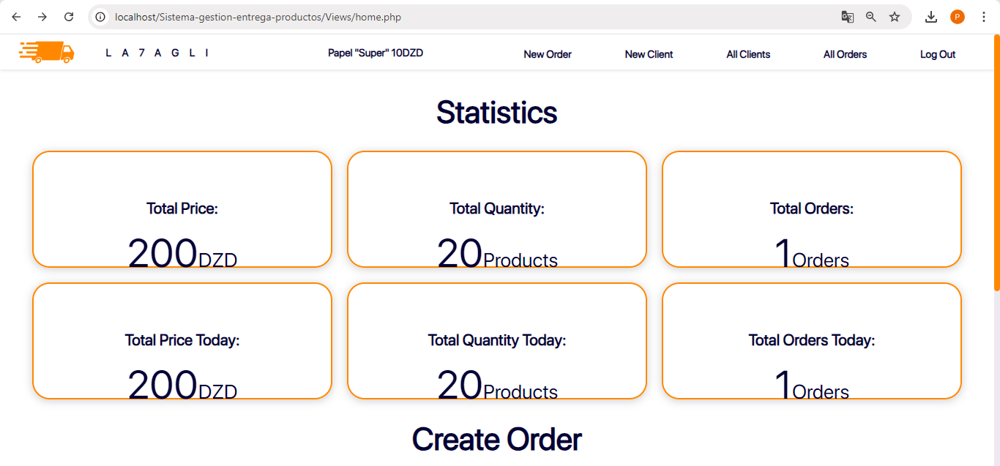 localhost/Sistema-gestion-entrega-productos/Views/home.php
P
L A 7 A G L I
Papel "Super" 10DZD
New Order
New Client
All Clients
All Orders
Log Out
Statistics
Total Price:
200DZD
Total Quantity:
20Products
Total Orders:
1Orders
Total Price Today:
200DZD
Total Quantity Today:
20Products
Total Orders Today:
1Orders
Create Order